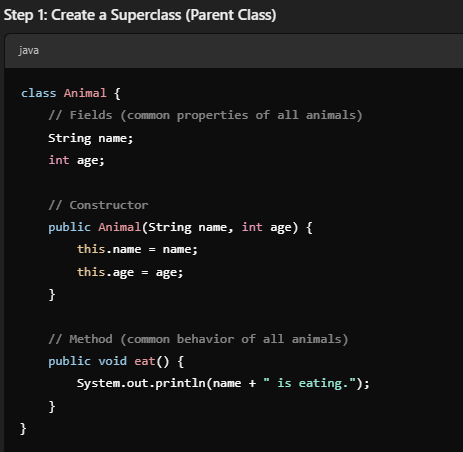 Step 1: Create a Superclass (Parent Class)
java
class Animal {
    // Fields (common properties of all animals)
    String name;
    int age;

    // Constructor
    public Animal(String name, int age) {
        this.name = name;
        this.age = age;
    }

    // Method (common behavior of all animals)
    public void eat() {
        System.out.println(name + " is eating.");
    }
}